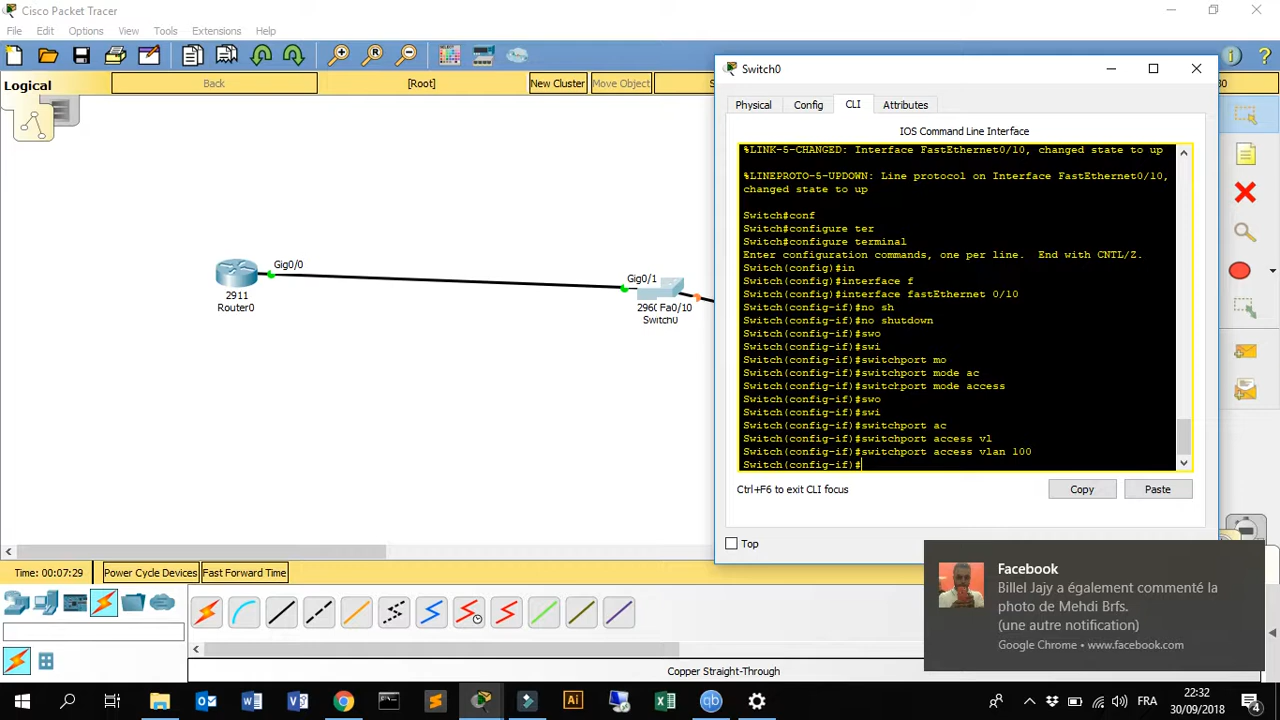 Cisco Packet Tracer
File Edit Options View Tools Extensions Help
Logical
Back
[Root]
New Cluster
Move Object
Gig0/0
2911
Router0
Gig0/1
Fa0/10
Switch0
Switch0
Physical Config CLI Attributes
IOS Command Line Interface
%LINK-5-CHANGED: Interface FastEthernet0/10, changed state to up
%LINEPROTO-5-UPDOWN: Line protocol on Interface FastEthernet0/10,
changed state to up
Switch#conf
Switch#configure ter
Switch#configure terminal
Enter configuration commands, one per line.  End with CNTL/Z.
Switch(config)#in
Switch(config)#interface f
Switch(config)#interface fastEthernet 0/10
Switch(config-if)#no sh
Switch(config-if)#no shutdown
Switch(config-if)#swo
Switch(config-if)#swi
Switch(config-if)#switchport mo
Switch(config-if)#switchport mode ac
Switch(config-if)#switchport mode access
Switch(config-if)#swo
Switch(config-if)#swi
Switch(config-if)#switchport ac
Switch(config-if)#switchport access vl
Switch(config-if)#switchport access vlan 100
Switch(config-if)#
Ctrl+F6 to exit CLI focus
Copy
Paste
Top
Time: 00:07:29
Power Cycle Devices
Fast Forward Time
Copper Straight-Through
Facebook
Billel Jajy a également commenté la
photo de Mehdi Brfs.
(une autre notification)
Google Chrome • www.facebook.com
FRA
22:32
30/09/2018